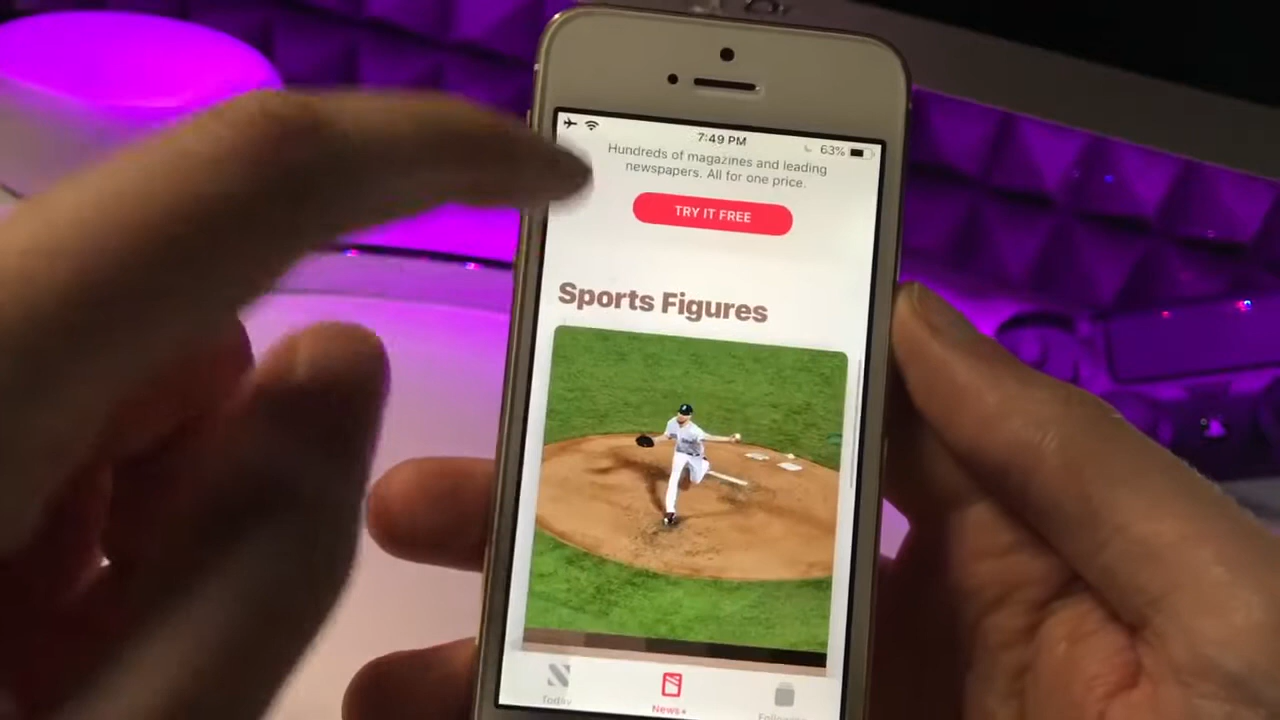 7:49 PM
63%
Hundreds of magazines and leading
newspapers. All for one price.
TRY IT FREE
Sports Figures
Today
News+